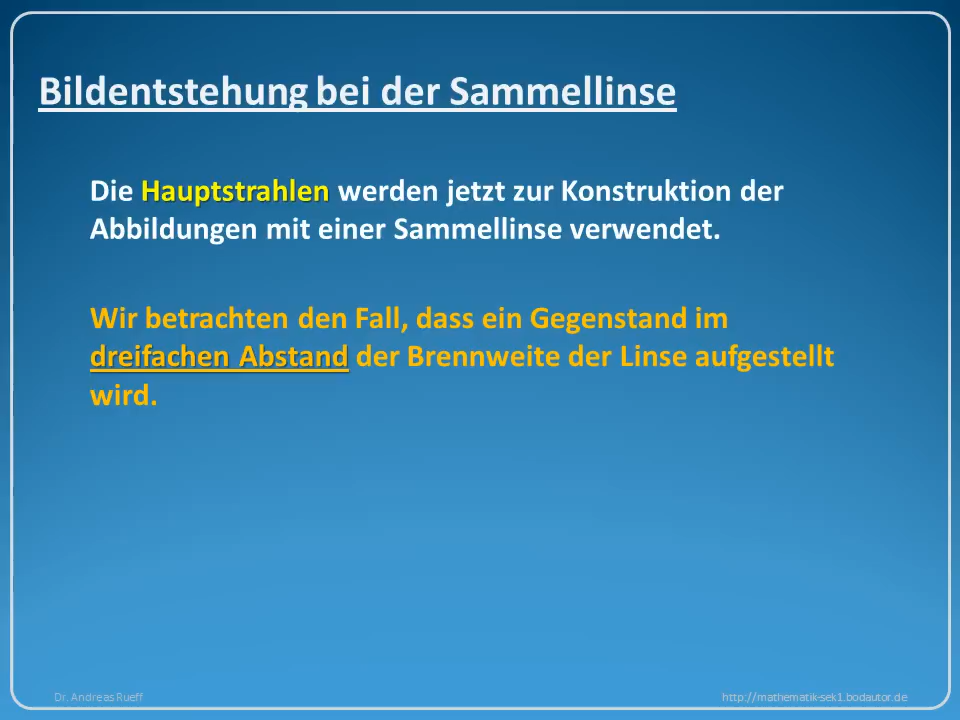 Bildentstehung bei der Sammellinse
Die Hauptstrahlen werden jetzt zur Konstruktion der
Abbildungen mit einer Sammellinse verwendet.
Wir betrachten den Fall, dass ein Gegenstand im
dreifachen Abstand der Brennweite der Linse aufgestellt
wird.
Dr. Andreas Rueff
http://mathematik-sek1.bodautor.de